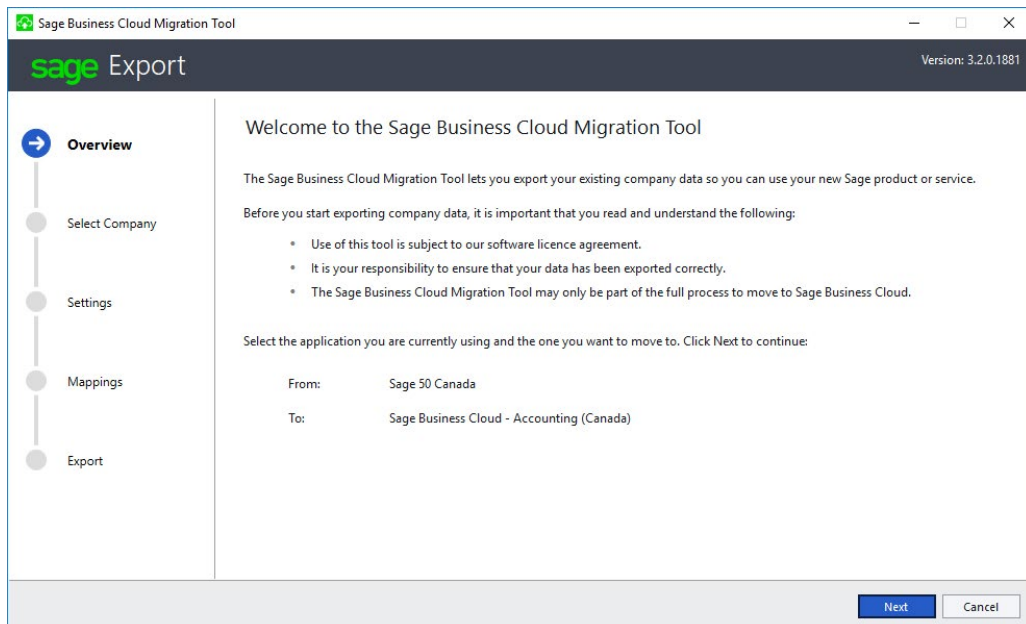 Sage Business Cloud Migration Tool
sage Export
Version: 3.2.0.1881
Overview
Select Company
Settings
Mappings
Export
Welcome to the Sage Business Cloud Migration Tool
The Sage Business Cloud Migration Tool lets you export your existing company data so you can use your new Sage product or service.
Before you start exporting company data, it is important that you read and understand the following:
• Use of this tool is subject to our software licence agreement.
• It is your responsibility to ensure that your data has been exported correctly.
• The Sage Business Cloud Migration Tool may only be part of the full process to move to Sage Business Cloud.
Select the application you are currently using and the one you want to move to. Click Next to continue:
From: Sage 50 Canada
To: Sage Business Cloud - Accounting (Canada)
Next
Cancel